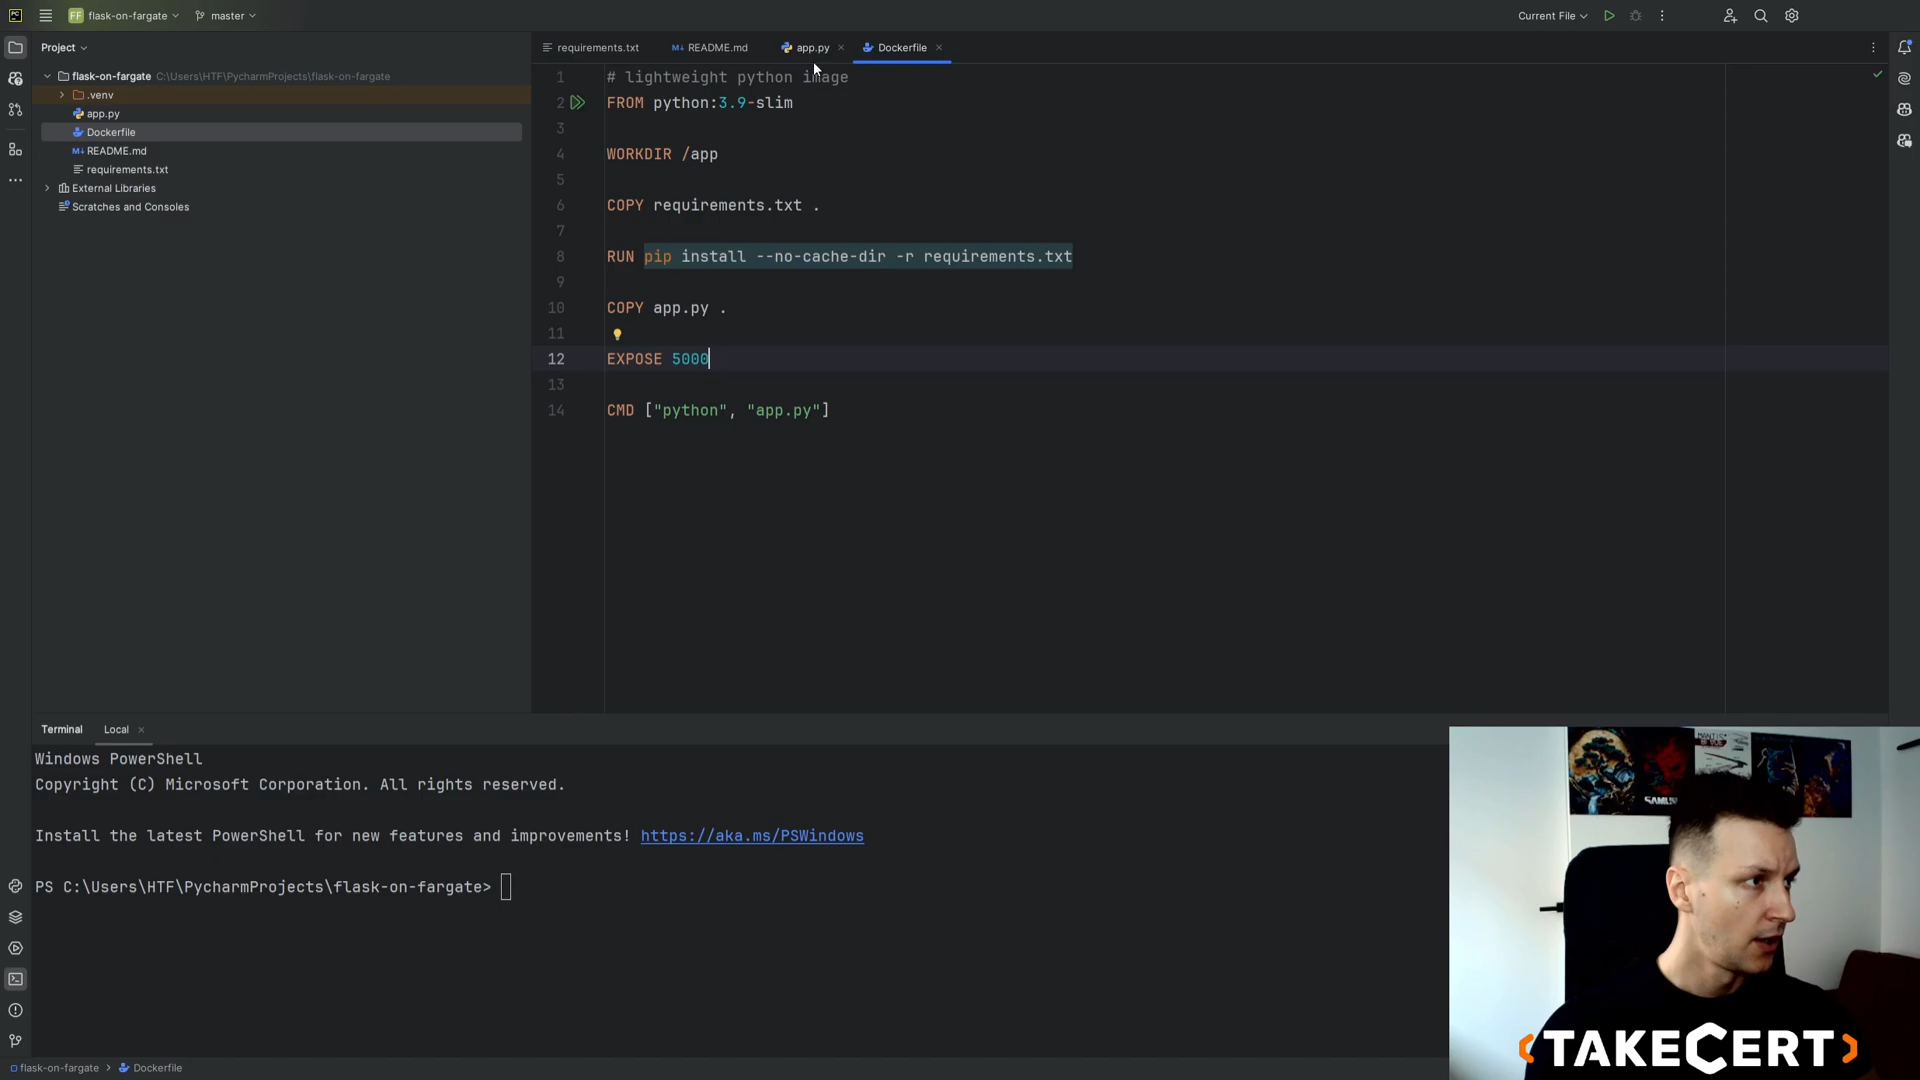 FF flask-on-fargate master Current File
Project
requirements.txt README.md app.py Dockerfile
flask-on-fargate C:\Users\HTF\PycharmProjects\flask-on-fargate
.venv
app.py
Dockerfile
README.md
requirements.txt
External Libraries
Scratches and Consoles
1 # lightweight python image
2 FROM python:3.9-slim
3
4 WORKDIR /app
5
6 COPY requirements.txt .
7
8 RUN pip install --no-cache-dir -r requirements.txt
9
10 COPY app.py .
11
12 EXPOSE 5000
13
14 CMD ["python", "app.py"]
Terminal Local
Windows PowerShell
Copyright (C) Microsoft Corporation. All rights reserved.
Install the latest PowerShell for new features and improvements! https://aka.ms/PSWindows
PS C:\Users\HTF\PycharmProjects\flask-on-fargate>
MANTIS
TAKECERT
flask-on-fargate > Dockerfile